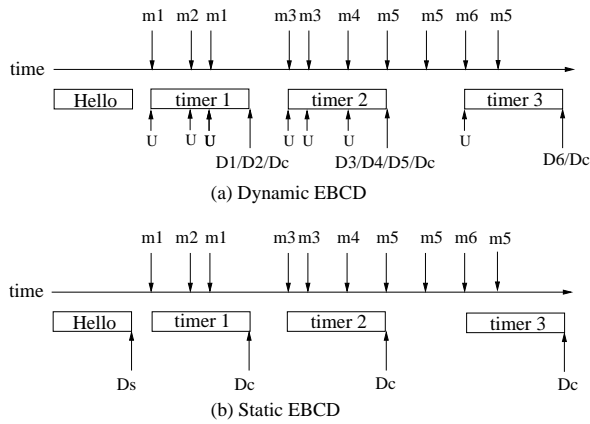 m1 m2 m1 m3 m3 m4 m5 m5 m6 m5
time
Hello timer 1 timer 2 timer 3
U U U U U U U
D1/D2/Dc D3/D4/D5/Dc D6/Dc
(a) Dynamic EBCD
m1 m2 m1 m3 m3 m4 m5 m5 m6 m5
time
Hello timer 1 timer 2 timer 3
Ds Dc Dc Dc
(b) Static EBCD